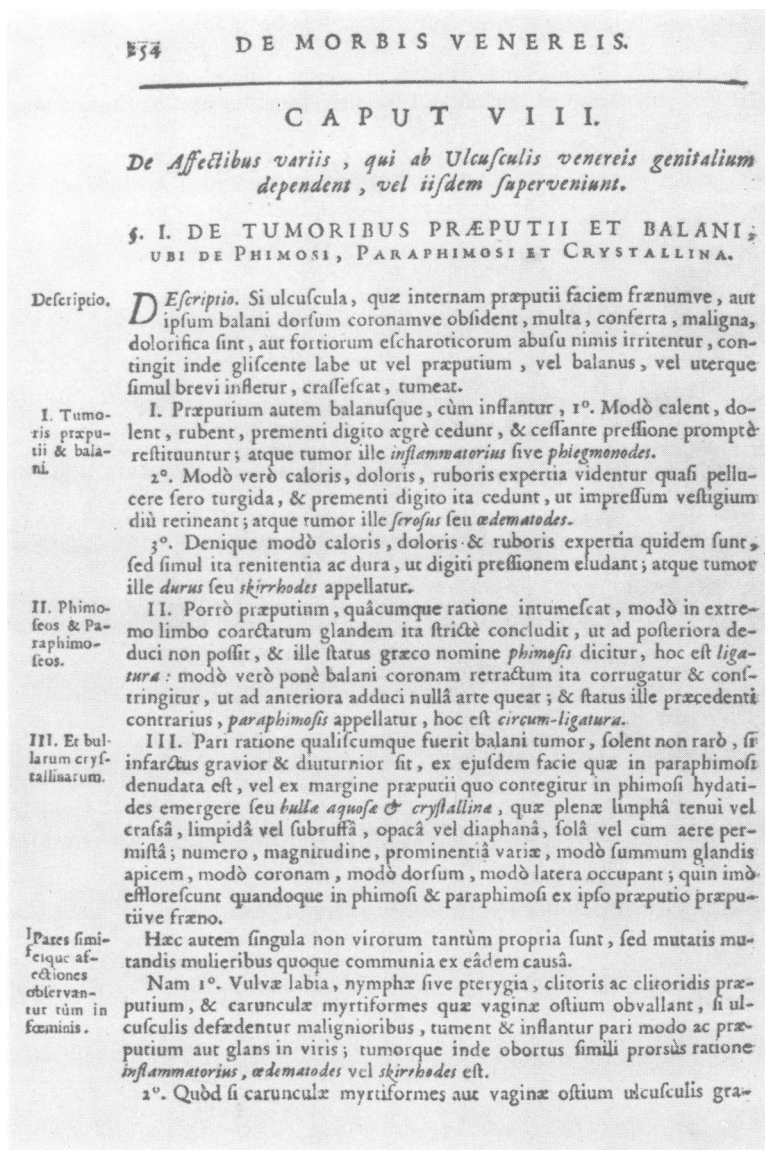 254 DE MORBIS VENEREIS.
CAPUT VIII.
De Affectibus variis, qui ab Ulcuſculis venereis genitalium
dependent, vel iiſdem ſuperveniunt.
§. I. DE TUMORIBUS PRÆPUTII ET BALANI,
UBI DE PHIMOSI, PARAPHIMOSI ET CRYSTALLINA.
Deſcriptio.
DEſcriptio. Si ulcuſcula, quæ internam præputii faciem frænumve, aut
ipſum balani dorſum coronamve obſident, multa, conferta, maligna,
dolorifica ſint, aut fortiorum eſcharoticorum abuſu nimis irritentur, con-
tingit inde gliſcente labe ut vel præputium, vel balanus, vel uterque
ſimul brevi infletur, craſſeſcat, tumeat.
I. Tumo-
ris præpu-
tii & bala-
ni.
I. Præputium autem balanuſque, cùm inflantur, 1°. Modò calent, do-
lent, rubent, prementi digito ægrè cedunt, & ceſſante preſſione promptè
reſtituuntur; atque tumor ille inflammatorius ſive phlegmonodes.
2°. Modò verò caloris, doloris, ruboris expertia videntur quaſi pellu-
cere ſero turgida, & prementi digito ita cedunt, ut impreſſum veſtigium
diù retineant; atque tumor ille ſeroſus ſeu œdematodes.
3°. Denique modò caloris, doloris & ruboris expertia quidem ſunt,
ſed ſimul ita renitentia ac dura, ut digiti preſſionem eludant; atque tumor
ille durus ſeu skirrhodes appellatur.
II. Phimo-
ſeos & Pa-
raphimo-
ſeos.
II. Porrò præputinm, quâcumque ratione intumeſcat, modò in extre-
mo limbo coarctatum glandem ita ſtrictè concludit, ut ad poſteriora de-
duci non poſſit, & ille ſtatus græco nomine phimoſis dicitur, hoc eſt liga-
tura: modò verò ponè balani coronam retractum ita corrugatur & conſ-
tringitur, ut ad anteriora adduci nullâ arte queat; & ſtatus ille præcedenti
contrarius, paraphimoſis appellatur, hoc eſt circum-ligatura.
III. Et bul-
larum cryſ-
tallinarum.
III. Pari ratione qualiſcumque fuerit balani tumor, ſolent non rarò, ſi
infarctus gravior & diuturnior ſit, ex ejuſdem facie quæ in paraphimoſi
denudata eſt, vel ex margine præputii quo contegitur in phimoſi hydati-
des emergere ſeu bullæ aquoſæ & cryſtallinæ, quæ plenæ limphâ tenui vel
craſſâ, limpidâ vel ſubruffâ, opacâ vel diaphanâ, ſolâ vel cum aere per-
miſtâ; numero, magnitudine, prominentiâ variæ, modò ſummum glandis
apicem, modò coronam, modò dorſum, modò latera occupant; quin imò
effloreſcunt quandoque in phimoſi & paraphimoſi ex ipſo præputio præpu-
tiive fræno.
Pares ſimi-
leſque af-
fectiones
obſervan-
tur tùm in
fœminis.
Hæc autem ſingula non virorum tantùm propria ſunt, ſed mutatis mu-
tandis mulieribus quoque communia ex eâdem causâ.
Nam 1°. Vulvæ labia, nymphæ ſive pterygia, clitoris ac clitoridis præ-
putium, & carunculæ myrtiformes quæ vaginæ oſtium obvallant, ſi ul-
cuſculis defædentur malignioribus, tument & inflantur pari modo ac præ-
putium aut glans in viris; tumorque inde obortus ſimili prorsùs ratione
inflammatorius, œdematodes vel skirrhodes eſt.
2°. Quòd ſi carunculæ myrtiformes aut vaginæ oſtium ulcuſculis gra-